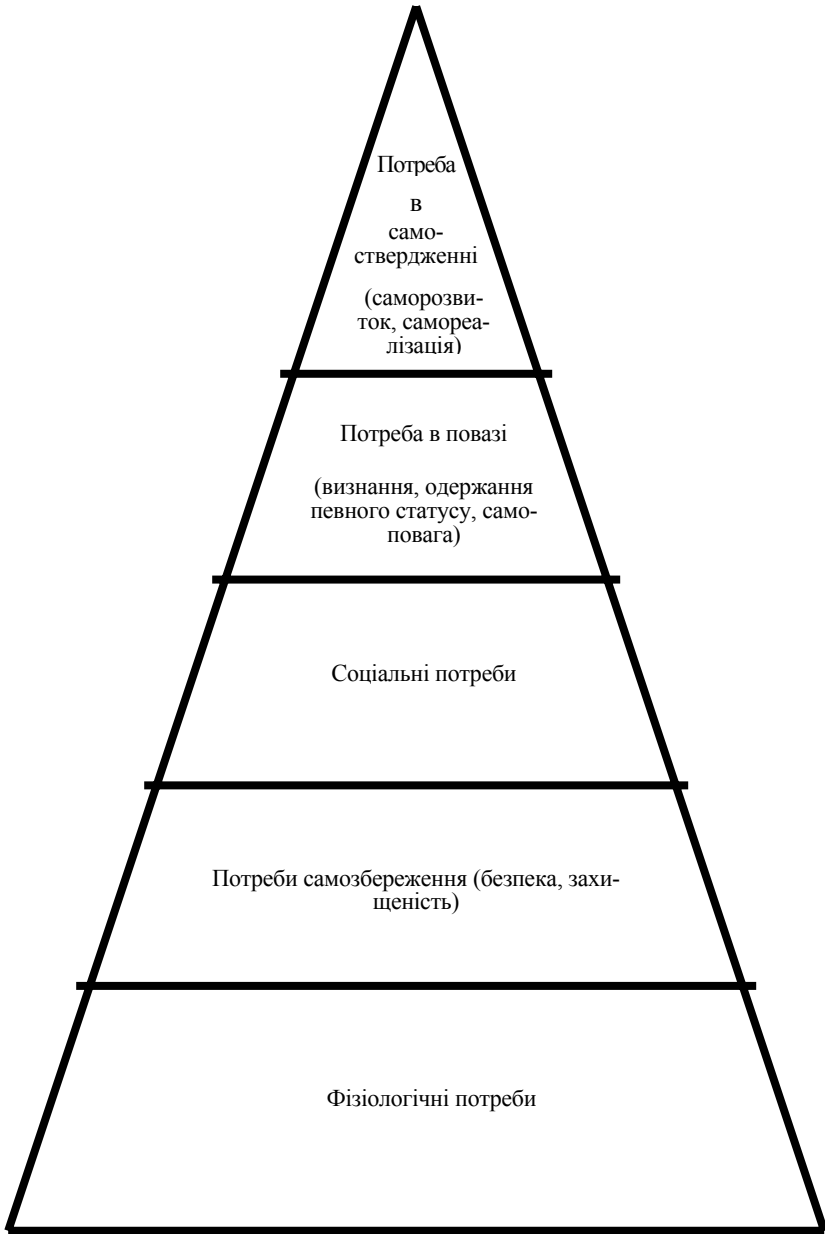 Потреба
в
само-
ствердженні
(саморозви-
ток, самореа-
лізація)
Потреба в повазі
(визнання, одержання
певного статусу, само-
повага)
Соціальні потреби
Потреби самозбереження (безпека, захи-
щеність)
Фізіологічні потреби